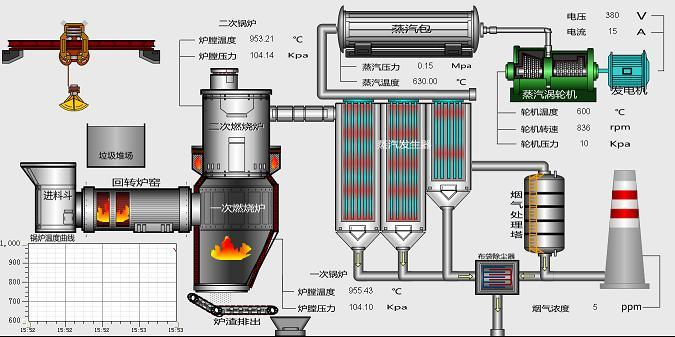 二次锅炉
炉膛温度 953.21 ℃
炉膛压力 104.14 Kpa
蒸汽包
蒸汽压力 0.15 Mpa
蒸汽温度 630.00 ℃
电压 380 V
电流 15 A
蒸汽涡轮机
发电机
轮机温度 600 ℃
轮机转速 836 rpm
轮机压力 10 Kpa
二次燃烧炉
蒸汽发生器
垃圾堆场
进料斗
回转炉窑
一次燃烧炉
烟气处理塔
锅炉温度曲线
1,000
900
800
700
600
15:52 15:52 15:52 15:53 15:53
炉渣排出
一次锅炉
炉膛温度 955.43 ℃
炉膛压力 104.10 Kpa
布袋除尘器
烟气浓度 5 ppm